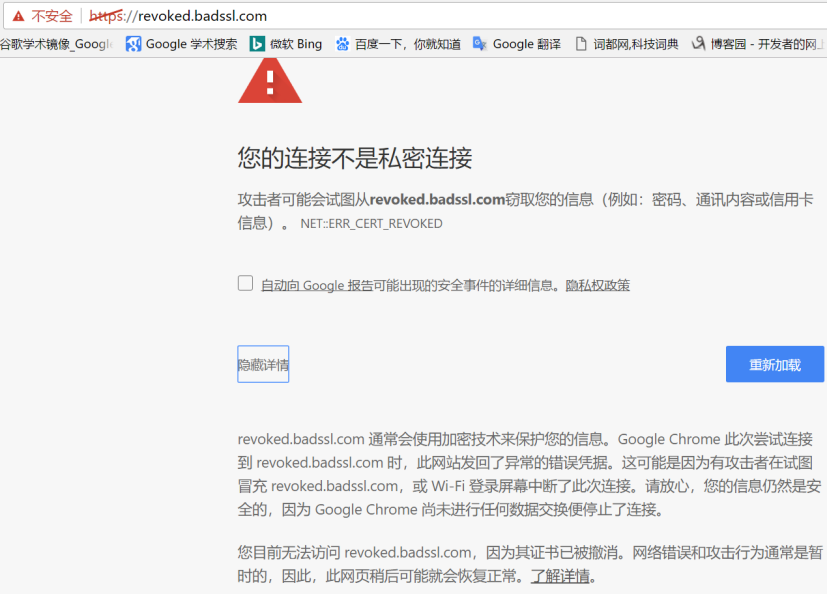 不安全 https://revoked.badssl.com
谷歌学术镜像_Google Google 学术搜索 微软 Bing 百度一下，你就知道 Google 翻译 词都网,科技词典 博客园 - 开发者的网上
您的连接不是私密连接
攻击者可能会试图从revoked.badssl.com窃取您的信息（例如：密码、通讯内容或信用卡
信息）。 NET::ERR_CERT_REVOKED
自动向 Google 报告可能出现的安全事件的详细信息。隐私权政策
隐藏详情 重新加载
revoked.badssl.com 通常会使用加密技术来保护您的信息。Google Chrome 此次尝试连接
到 revoked.badssl.com 时，此网站发回了异常的错误凭据。这可能是因为有攻击者在试图
冒充 revoked.badssl.com，或 Wi-Fi 登录屏幕中断了此次连接。请放心，您的信息仍然是安
全的，因为 Google Chrome 尚未进行任何数据交换便停止了连接。
您目前无法访问 revoked.badssl.com，因为其证书已被撤消。网络错误和攻击行为通常是暂
时的，因此，此网页稍后可能就会恢复正常。了解详情。